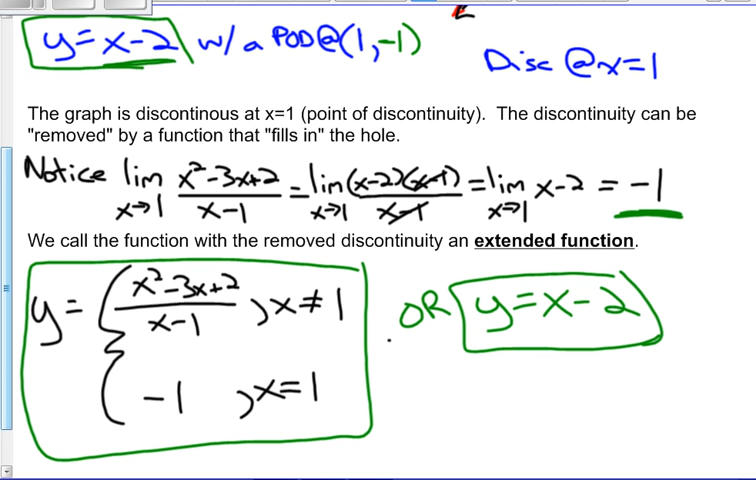 y=x-2 w/ a POD@(1,-1)
Disc @x=1
The graph is discontinous at x=1 (point of discontinuity). The discontinuity can be
"removed" by a function that "fills in" the hole.
Notice lim x→1 x²-3x+2 / x-1 = lim x→1 (x-2)(x-1) / x-1 = lim x→1 x-2 = -1
We call the function with the removed discontinuity an extended function.
y= { x²-3x+2 / x-1 , x≠1 OR y=x-2
-1 , x=1